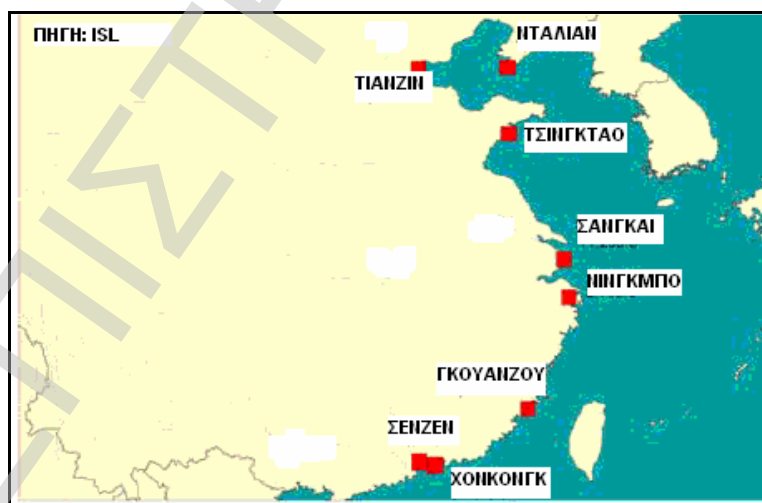 ΠΗΓΗ: ISL
ΝΤΑΛΙΑΝ
ΤΙΑΝΖΙΝ
ΤΣΙΝΓΚΤΑΟ
ΣΑΝΓΚΑΙ
ΝΙΝΓΚΜΠΟ
ΓΚΟΥΑΝΖΟΥ
ΣΕΝΖΕΝ
ΧΟΝΚΟΝΓΚ